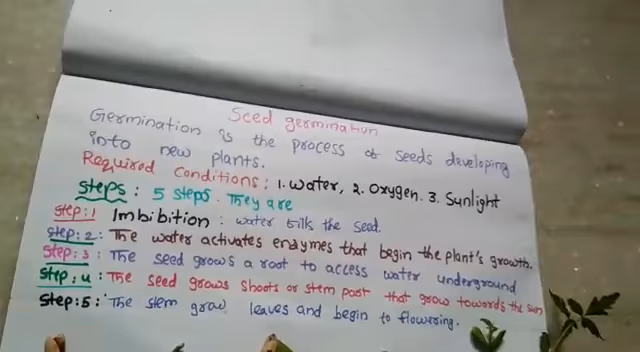 Seed germination
Germination is the process of seeds developing
into new plants.
Required Conditions: 1. water, 2. Oxygen. 3. Sunlight
Steps: 5 steps. They are
Step:1 Imbibition: water fills the seed.
Step:2: The water activates enzymes that begin the plant's growth.
Step:3: The seed grows a root to access water underground
Step:4: The seed grows shoots or stem part that grow towards the sun
Step:5: The stem grow leaves and begin to flowering.